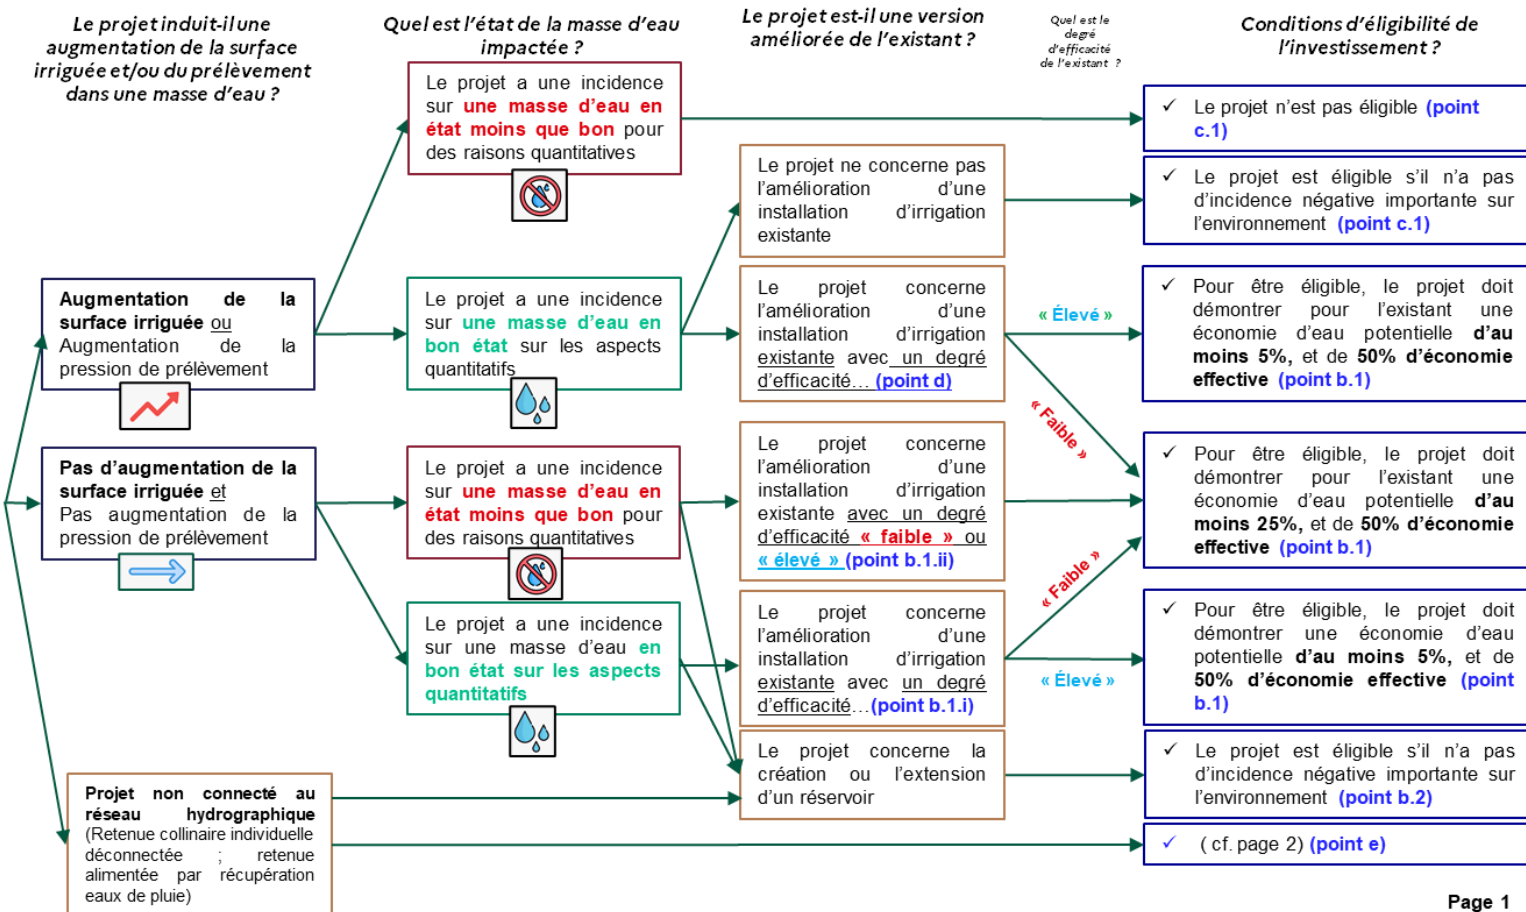 Le projet induit-il une
augmentation de la surface
irriguée et/ou du prélèvement
dans une masse d'eau ?
Quel est l'état de la masse d'eau
impactée ?
Le projet est-il une version
améliorée de l'existant ?
Quel est le
degré
d'efficacité
de l'existant ?
Conditions d'éligibilité de
l'investissement ?
Augmentation de la
surface irriguée ou
Augmentation de la
pression de prélèvement
Pas d'augmentation de la
surface irriguée et
Pas augmentation de la
pression de prélèvement
Projet non connecté au
réseau hydrographique
(Retenue collinaire individuelle
déconnectée ; retenue
alimentée par récupération
eaux de pluie)
Le projet a une incidence
sur une masse d'eau en
état moins que bon pour
des raisons quantitatives
Le projet a une incidence
sur une masse d'eau en
bon état sur les aspects
quantitatifs
Le projet a une incidence
sur une masse d'eau en
état moins que bon pour
des raisons quantitatives
Le projet a une incidence
sur une masse d'eau en
bon état sur les aspects
quantitatifs
Le projet ne concerne pas
l'amélioration d'une
installation d'irrigation
existante
Le projet concerne
l'amélioration d'une
installation d'irrigation
existante avec un degré
d'efficacité... (point d)
Le projet concerne
l'amélioration d'une
installation d'irrigation
existante avec un degré
d'efficacité « faible » ou
« élevé » (point b.1.ii)
Le projet concerne
l'amélioration d'une
installation d'irrigation
existante avec un degré
d'efficacité...(point b.1.i)
Le projet concerne la
création ou l'extension
d'un réservoir
« Élevé »
« Faible »
« Faible »
« Élevé »
✓ Le projet n'est pas éligible (point
c.1)
✓ Le projet est éligible s'il n'a pas
d'incidence négative importante sur
l'environnement (point c.1)
✓ Pour être éligible, le projet doit
démontrer pour l'existant une
économie d'eau potentielle d'au
moins 5%, et de 50% d'économie
effective (point b.1)
✓ Pour être éligible, le projet doit
démontrer pour l'existant une
économie d'eau potentielle d'au
moins 25%, et de 50% d'économie
effective (point b.1)
✓ Pour être éligible, le projet doit
démontrer une économie d'eau
potentielle d'au moins 5%, et de
50% d'économie effective (point
b.1)
✓ Le projet est éligible s'il n'a pas
d'incidence négative importante sur
l'environnement (point b.2)
✓ ( cf. page 2) (point e)
Page 1